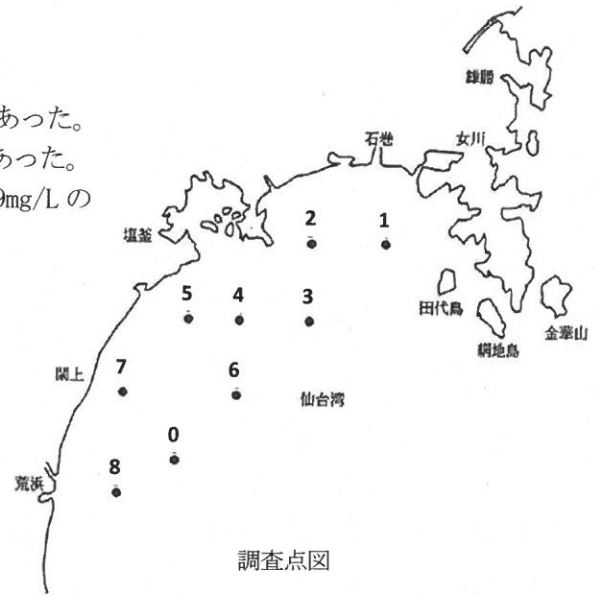 あった。
あった。
9mg/L の
雄勝
石巻
女川
塩釜
2
1
5
4
3
田代島
網地島
金華山
閖上
7
6
仙台湾
0
8
荒浜
調査点図